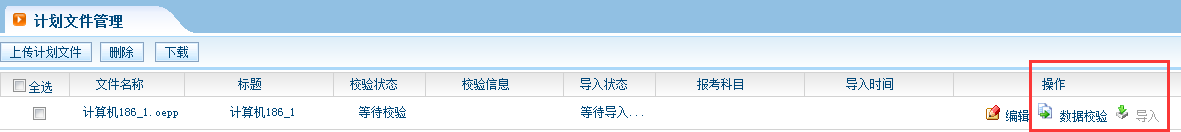 计划文件管理
上传计划文件 删除 下载
全选 文件名称 标题 校验状态 校验信息 导入状态 报考科目 导入时间 操作
计算机186_1.oepp 计算机186_1 等待校验 等待导入... 编辑 数据校验 导入